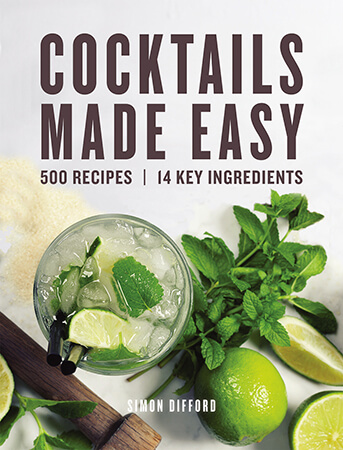 COCKTAILS
MADE EASY
500 RECIPES | 14 KEY INGREDIENTS
SIMON DIFFORD